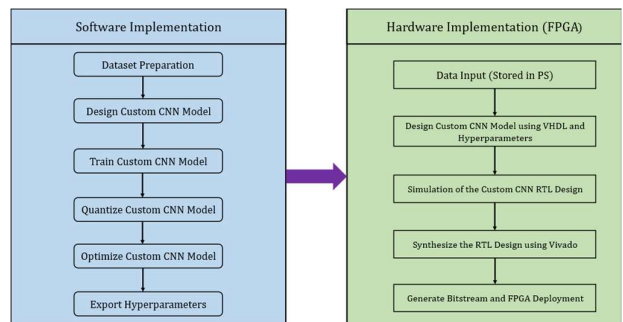 Software Implementation
Dataset Preparation
Design Custom CNN Model
Train Custom CNN Model
Quantize Custom CNN Model
Optimize Custom CNN Model
Export Hyperparameters
Hardware Implementation (FPGA)
Data Input (Stored in PS)
Design Custom CNN Model using VHDL and
Hyperparameters
Simulation of the Custom CNN RTL Design
Synthesize the RTL Design using Vivado
Generate Bitstream and FPGA Deployment